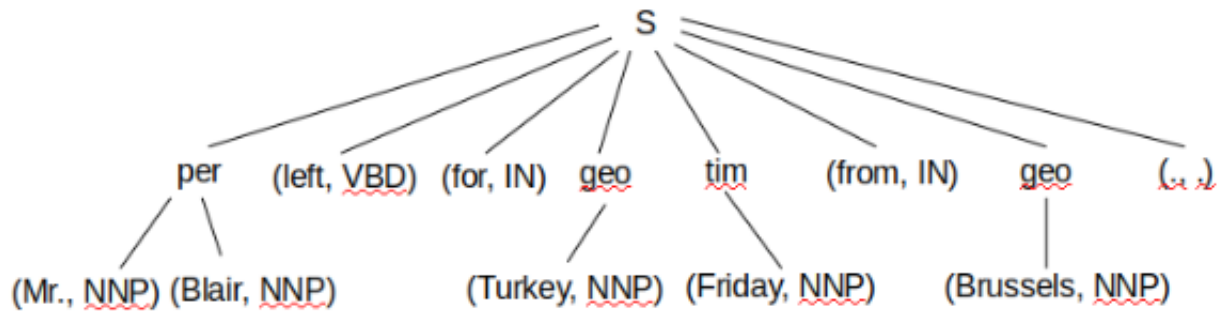 S
per (left, VBD) (for, IN) geo tim (from, IN) geo (., .)
(Mr., NNP) (Blair, NNP) (Turkey, NNP) (Friday, NNP) (Brussels, NNP)